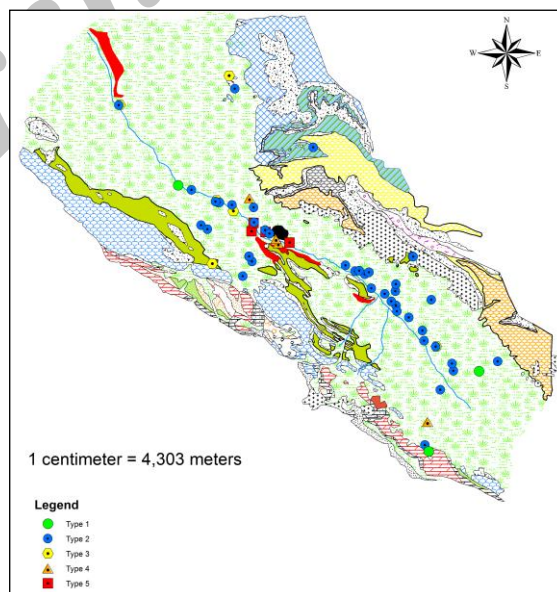 N
W E
S
1 centimeter = 4,303 meters
Legend
Type 1
Type 2
Type 3
Type 4
Type 5